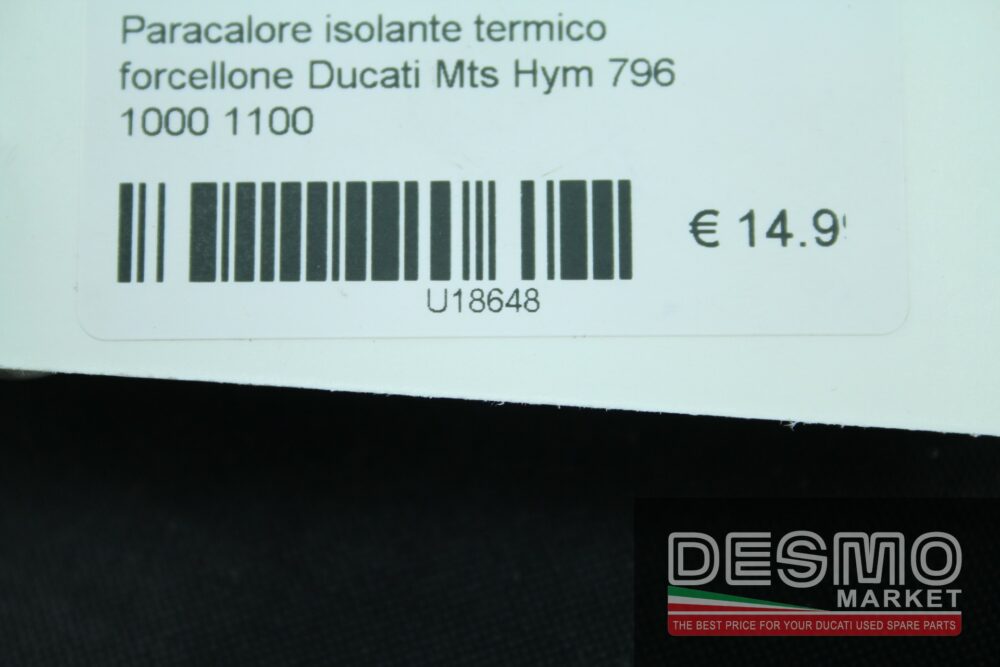 Paracalore isolante termico
forcellone Ducati Mts Hym 796
1000 1100
€ 14.9
U18648
DESMO
MARKET
THE BEST PRICE FOR YOUR DUCATI USED SPARE PARTS